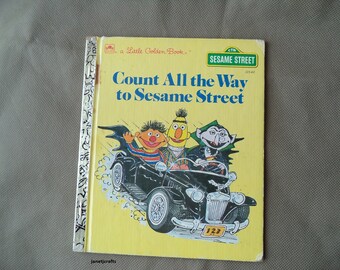 a Little Golden Book
SESAME STREET
Count All the Way
to Sesame Street
123
janetjcrafts